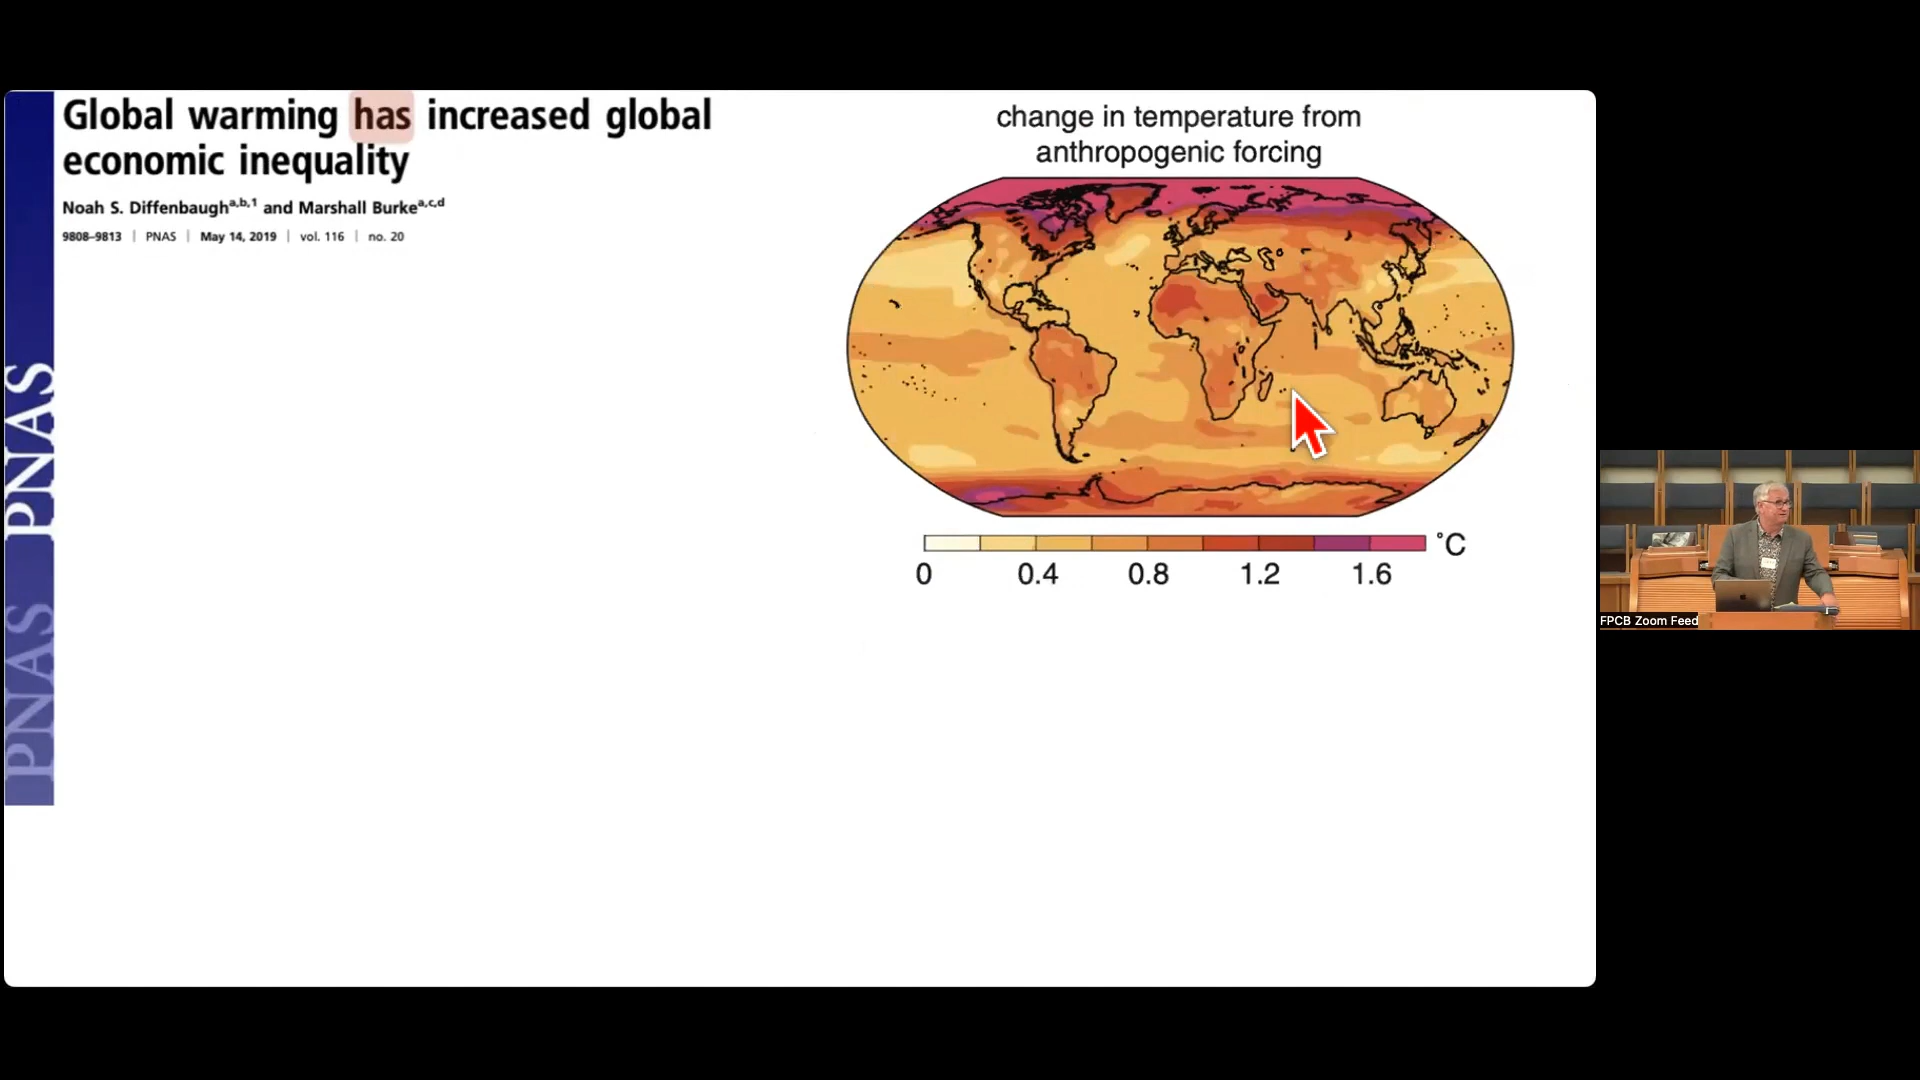 Global warming has increased global
economic inequality
Noah S. Diffenbaugh^a,b,1 and Marshall Burke^a,c,d
9808–9813 | PNAS | May 14, 2019 | vol. 116 | no. 20
PNAS
PNAS
change in temperature from
anthropogenic forcing
°C
0 0.4 0.8 1.2 1.6
FPCB Zoom Feed